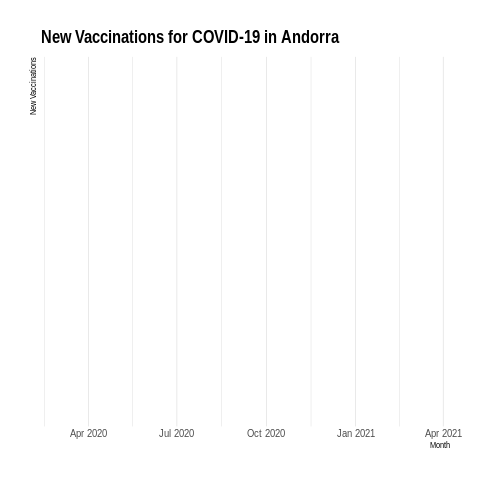 New Vaccinations for COVID-19 in Andorra
New Vaccinations
Apr 2020 Jul 2020 Oct 2020 Jan 2021 Apr 2021
Month